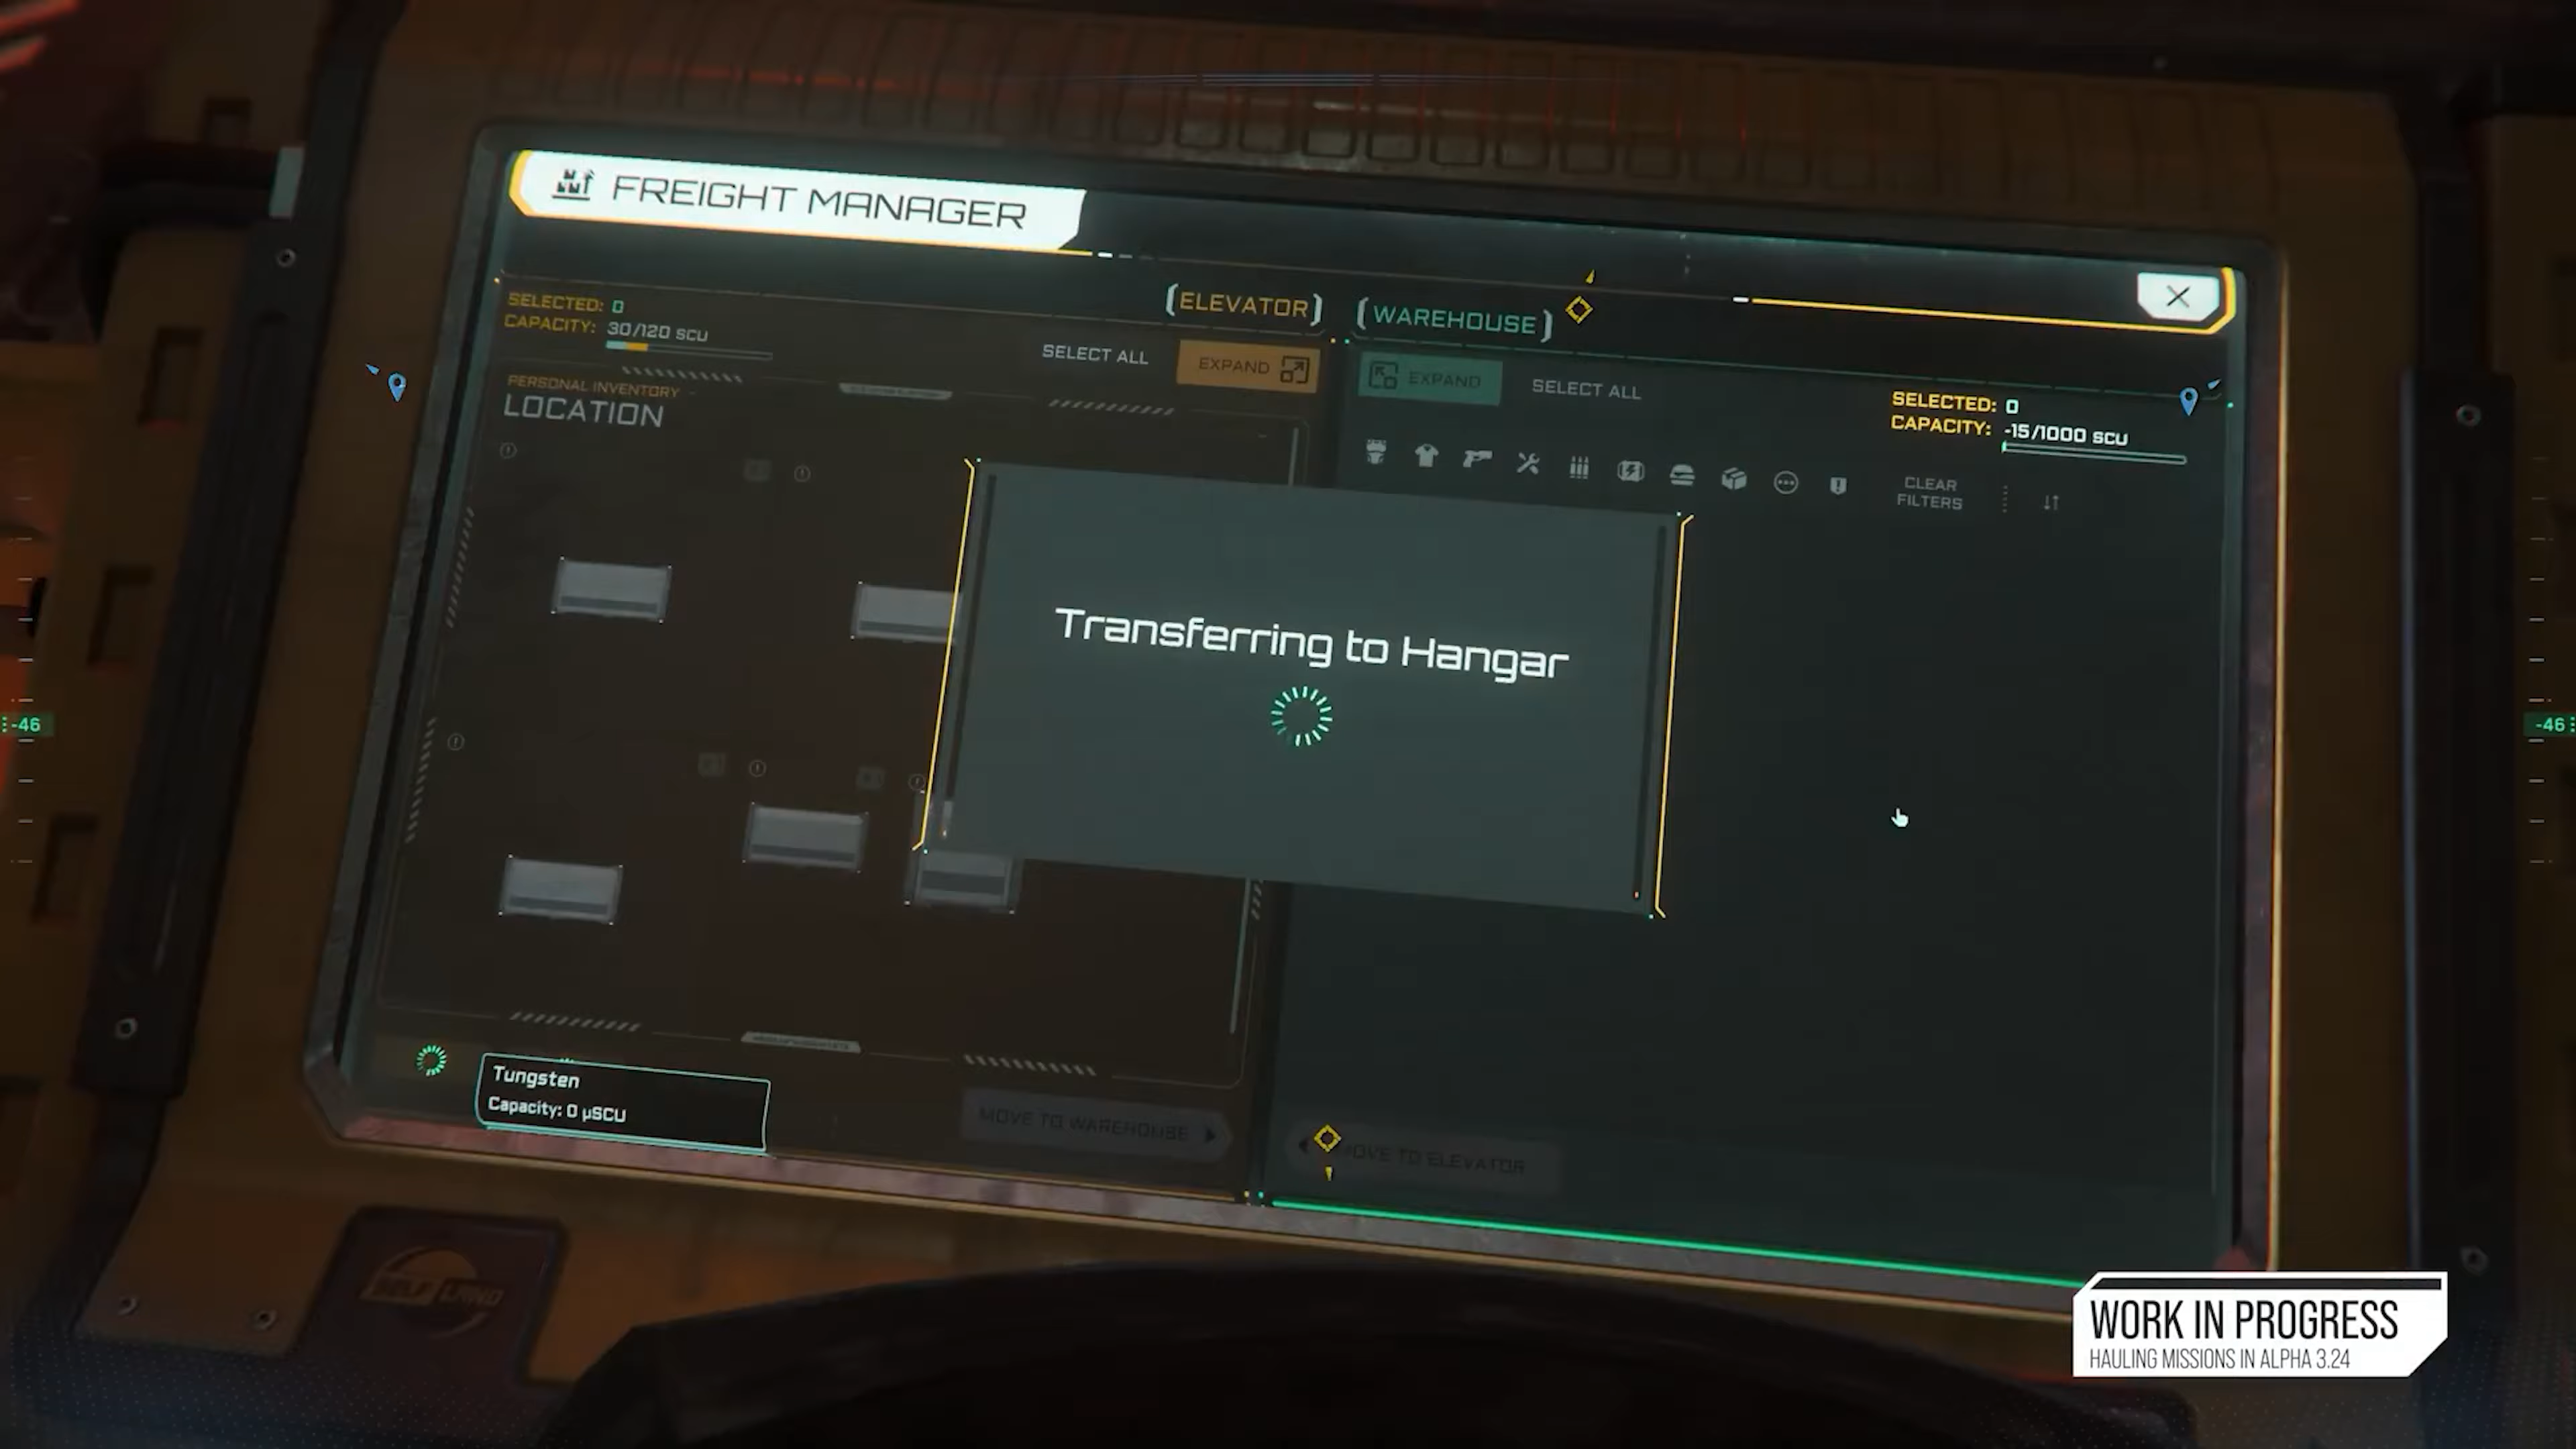 FREIGHT MANAGER
SELECTED: 0
CAPACITY: 30/120 SCU
[ELEVATOR]
[WAREHOUSE]
SELECT ALL
EXPAND
EXPAND
SELECT ALL
SELECTED: 0
CAPACITY: -15/1000 SCU
PERSONAL INVENTORY
LOCATION
CLEAR
FILTERS
Transferring to Hangar
-46
-46
Tungsten
Capacity: 0 µSCU
MOVE TO WAREHOUSE
MOVE TO ELEVATOR
SELF LAND
WORK IN PROGRESS
HAULING MISSIONS IN ALPHA 3.24